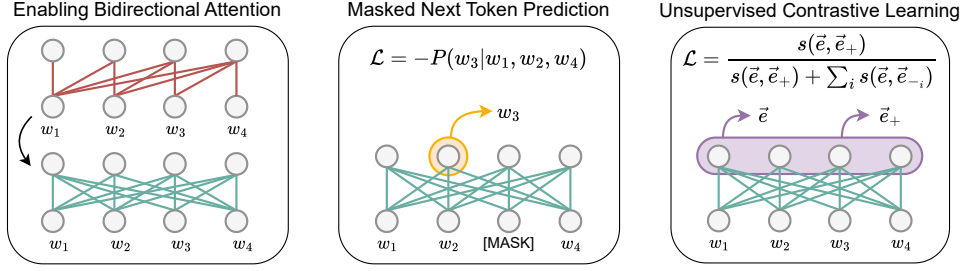 Enabling Bidirectional Attention
w₁ w₂ w₃ w₄
w₁ w₂ w₃ w₄
Masked Next Token Prediction
ℒ = −P(w₃|w₁, w₂, w₄)
w₃
w₁ w₂ [MASK] w₄
Unsupervised Contrastive Learning
ℒ = s(e⃗, e⃗₊) / (s(e⃗, e⃗₊) + ∑ᵢ s(e⃗, e⃗₋ᵢ))
e⃗ e⃗₊
w₁ w₂ w₃ w₄